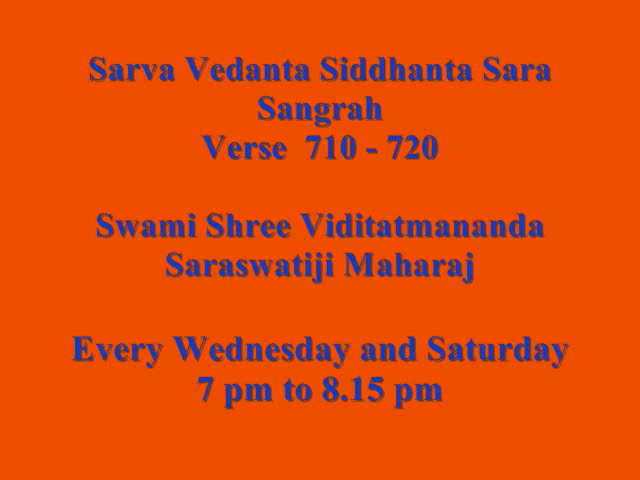 Sarva Vedanta Siddhanta Sara
Sangrah
Verse  710 - 720
Swami Shree Viditatmananda
Saraswatiji Maharaj
Every Wednesday and Saturday
7 pm to 8.15 pm